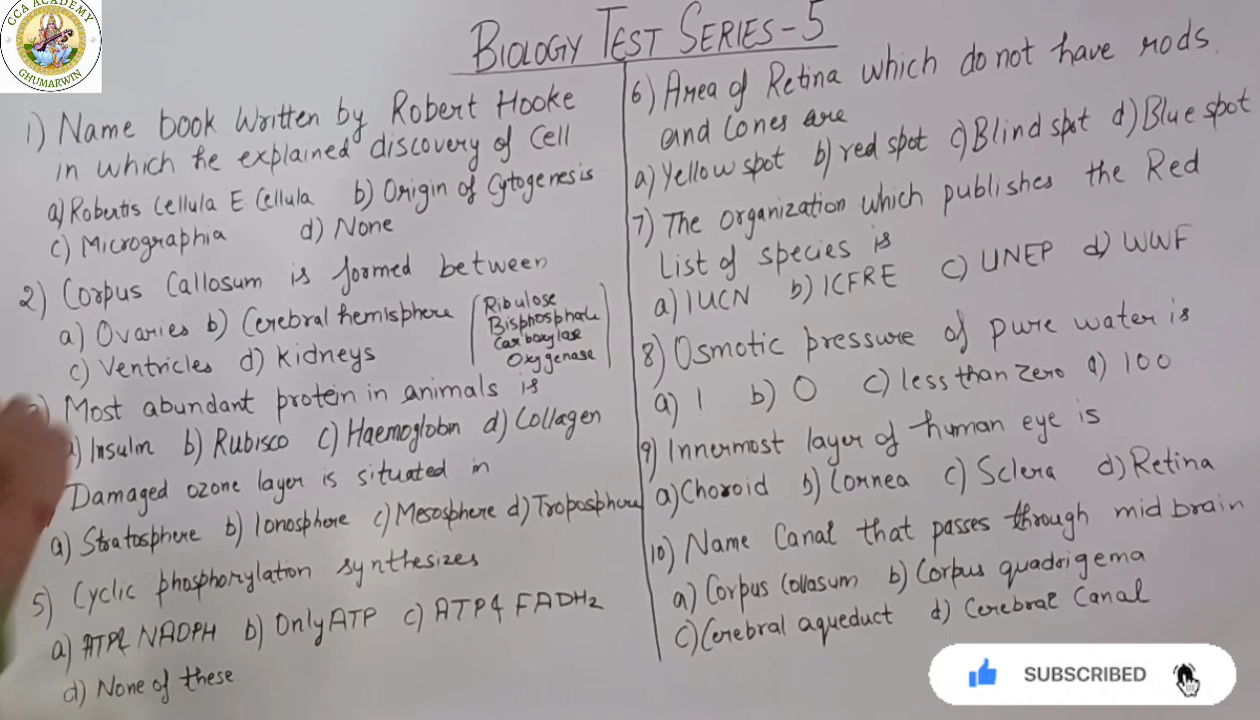 CCA ACADEMY
GHUMARWIN
BIOLOGY TEST SERIES-5
1) Name book Written by Robert Hooke
in which he explained discovery of Cell
a) Robertis Cellula E Cellula b) Origin of Cytogenesis
c) Micrographia d) None
2) Corpus Callosum is formed between
a) Ovaries b) Cerebral hemisphere
c) Ventricles d) Kidneys
(Ribulose
Bisphosphate
Carboxylase
Oxygenase)
Most abundant protein in animals is
a) Insulin b) Rubisco c) Haemoglobin d) Collagen
Damaged ozone layer is situated in
a) Stratosphere b) Ionosphere c) Mesosphere d) Troposphere
5) Cyclic phosphorylation synthesizes
a) ATP & NADPH b) Only ATP c) ATP & FADH2
d) None of these
6) Area of Retina which do not have rods.
and Cones are
a) Yellow spot b) red spot c) Blind spot d) Blue spot
7) The organization which publishes the Red
List of species is
a) IUCN b) ICFRE c) UNEP d) WWF
8) Osmotic pressure of pure water is
a) 1 b) 0 c) less than zero d) 100
9) Innermost layer of human eye is
a) Choroid b) Cornea c) Sclera d) Retina
10) Name Canal that passes through mid brain
a) Corpus Collasum b) Corpus quadrigema
c) Cerebral aqueduct d) Cerebral Canal
SUBSCRIBED